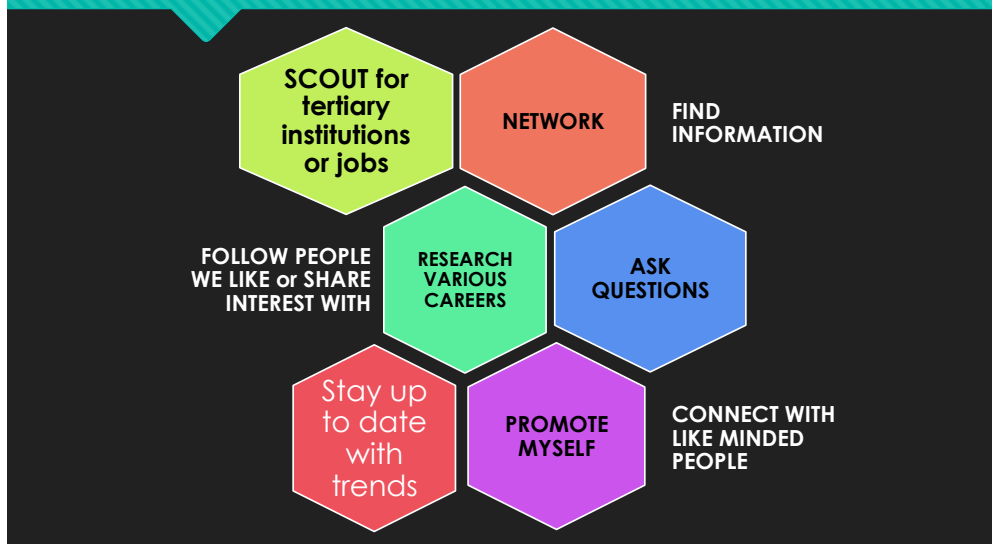 SCOUT for
tertiary
institutions
or jobs
NETWORK
FIND
INFORMATION
FOLLOW PEOPLE
WE LIKE or SHARE
INTEREST WITH
RESEARCH
VARIOUS
CAREERS
ASK
QUESTIONS
Stay up
to date
with
trends
PROMOTE
MYSELF
CONNECT WITH
LIKE MINDED
PEOPLE